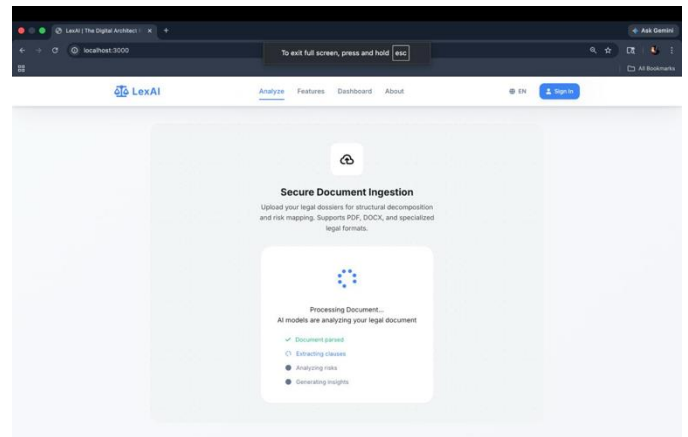 LexAI | The Digital Architect
Ask Gemini
localhost:3000
To exit full screen, press and hold esc
All Bookmarks
LexAI
Analyze Features Dashboard About
EN
Sign In
Secure Document Ingestion
Upload your legal dossiers for structural decomposition
and risk mapping. Supports PDF, DOCX, and specialized
legal formats.
Processing Document...
AI models are analyzing your legal document
Document parsed
Extracting clauses
Analyzing risks
Generating insights